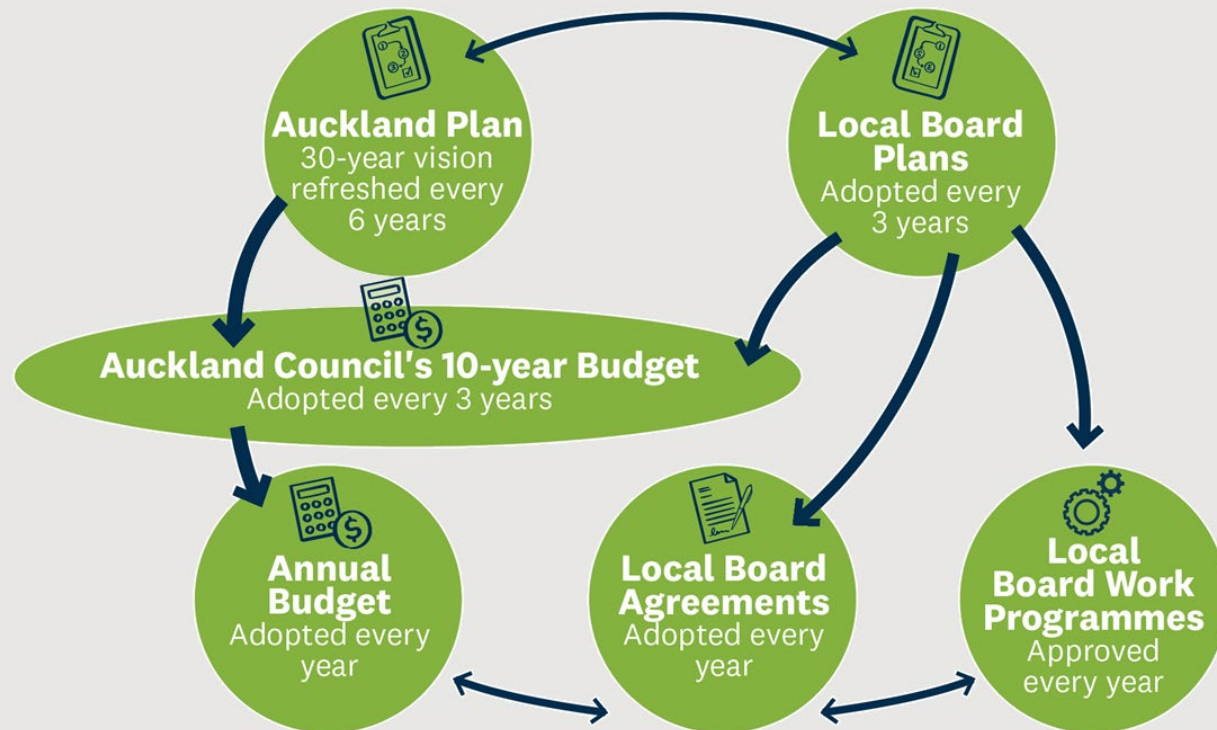 Auckland Plan
30-year vision
refreshed every
6 years
Local Board
Plans
Adopted every
3 years
Auckland Council's 10-year Budget
Adopted every 3 years
Annual
Budget
Adopted every
year
Local Board
Agreements
Adopted every
year
Local
Board Work
Programmes
Approved
every year